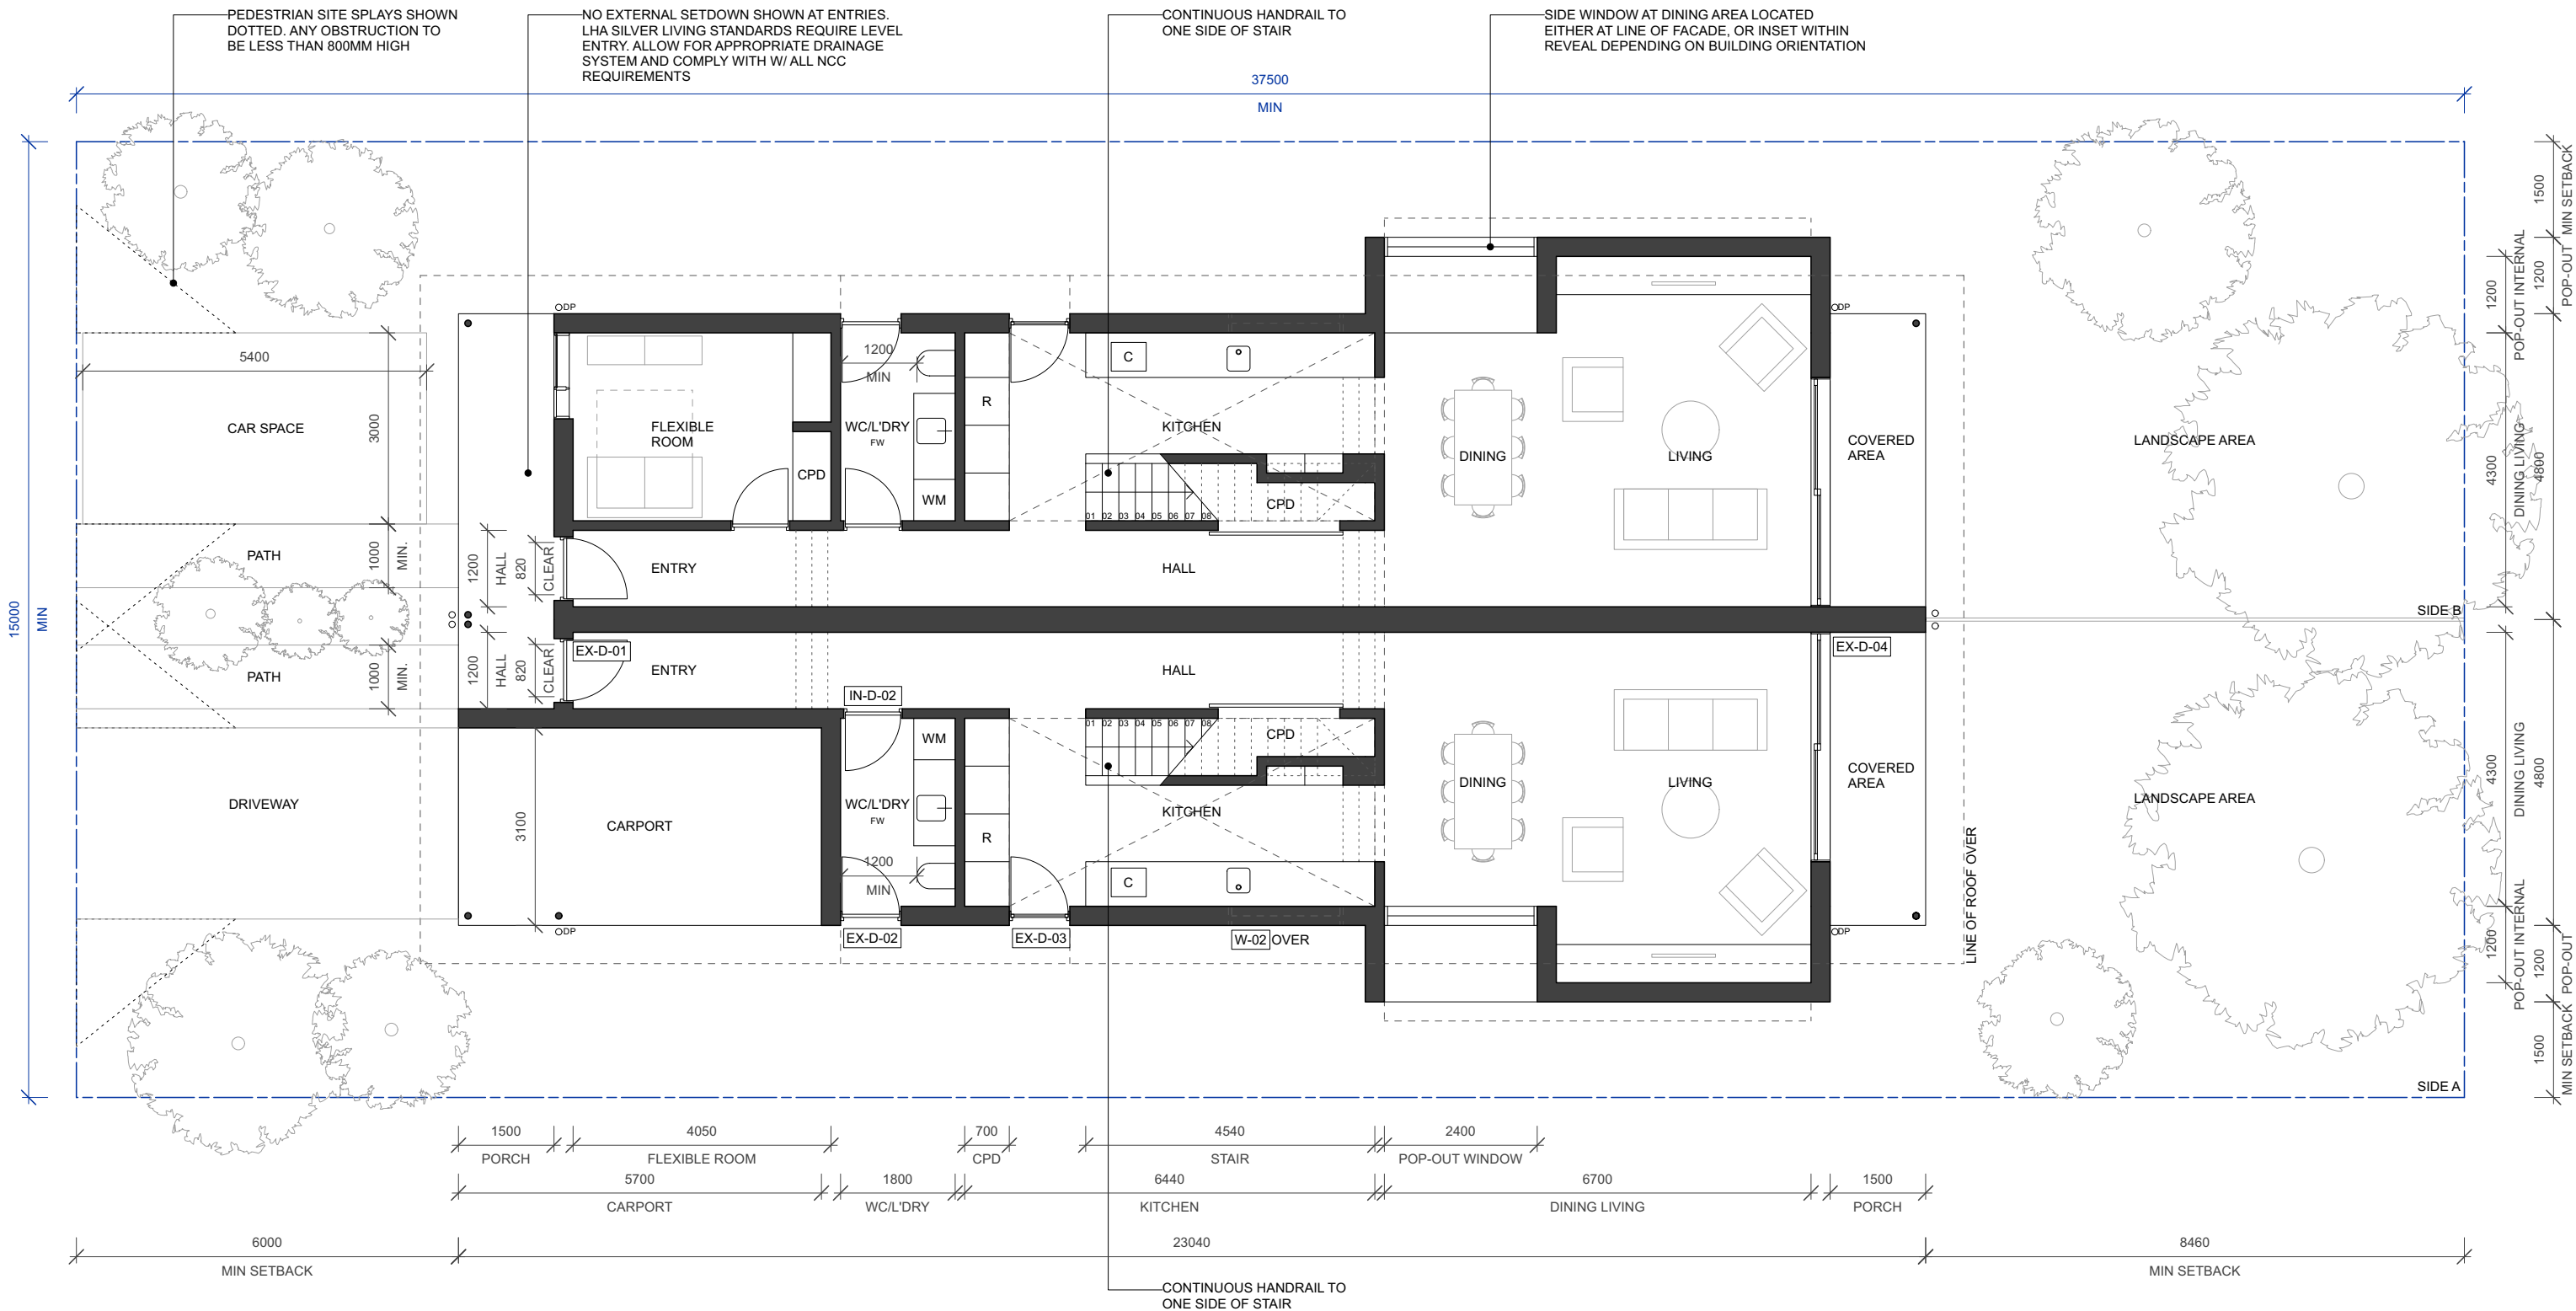 PEDESTRIAN SITE SPLAYS SHOWN
DOTTED. ANY OBSTRUCTION TO
BE LESS THAN 800MM HIGH
NO EXTERNAL SETDOWN SHOWN AT ENTRIES.
LHA SILVER LIVING STANDARDS REQUIRE LEVEL
ENTRY. ALLOW FOR APPROPRIATE DRAINAGE
SYSTEM AND COMPLY WITH W/ ALL NCC
REQUIREMENTS
CONTINUOUS HANDRAIL TO
ONE SIDE OF STAIR
SIDE WINDOW AT DINING AREA LOCATED
EITHER AT LINE OF FACADE, OR INSET WITHIN
REVEAL DEPENDING ON BUILDING ORIENTATION
37500
MIN
15000
MIN
1500
MIN SETBACK
1200
POP-OUT
1200
POP-OUT INTERNAL
4300
DINING LIVING
4800
DP
DP
5400
CAR SPACE
3000
FLEXIBLE
ROOM
CPD
1200
MIN
WC/L'DRY
FW
WM
R
C
KITCHEN
01 02 03 04 05 06 07 08
CPD
DINING
LIVING
COVERED
AREA
LANDSCAPE AREA
PATH
1000
MIN.
1200
HALL
820
CLEAR
ENTRY
HALL
SIDE B
PATH
1000
MIN.
1200
HALL
820
CLEAR
EX-D-01
ENTRY
HALL
EX-D-04
IN-D-02
DRIVEWAY
3100
CARPORT
WM
WC/L'DRY
FW
1200
MIN
R
C
KITCHEN
01 02 03 04 05 06 07 08
CPD
DINING
LIVING
COVERED
AREA
LANDSCAPE AREA
LINE OF ROOF OVER
4300
DINING LIVING
4800
DP
EX-D-02
EX-D-03
W-02 OVER
DP
1200
POP-OUT INTERNAL
1200
POP-OUT
1500
MIN SETBACK
SIDE A
1500
PORCH
4050
FLEXIBLE ROOM
700
CPD
4540
STAIR
2400
POP-OUT WINDOW
5700
CARPORT
1800
WC/L'DRY
6440
KITCHEN
6700
DINING LIVING
1500
PORCH
6000
MIN SETBACK
23040
8460
MIN SETBACK
CONTINUOUS HANDRAIL TO
ONE SIDE OF STAIR